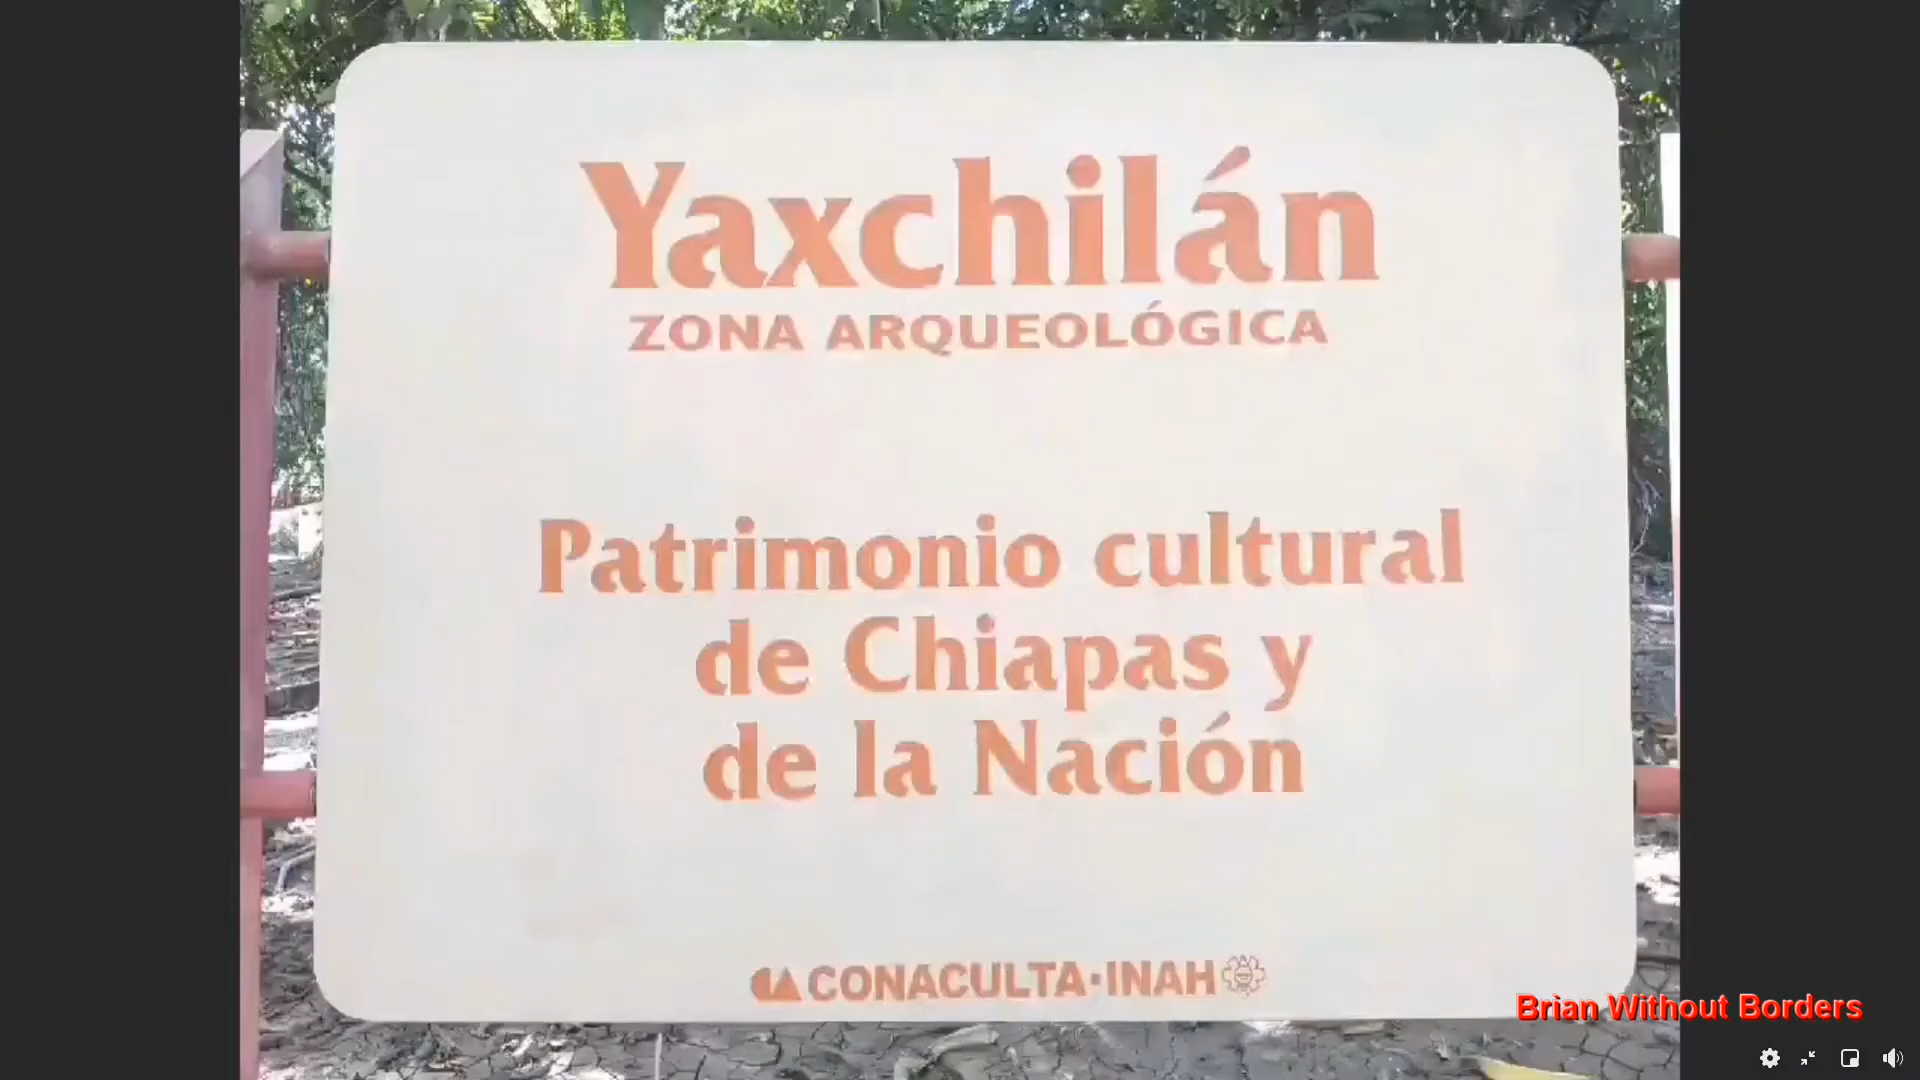 Yaxchilán
ZONA ARQUEOLÓGICA
Patrimonio cultural
de Chiapas y
de la Nación
CONACULTA·INAH
Brian Without Borders